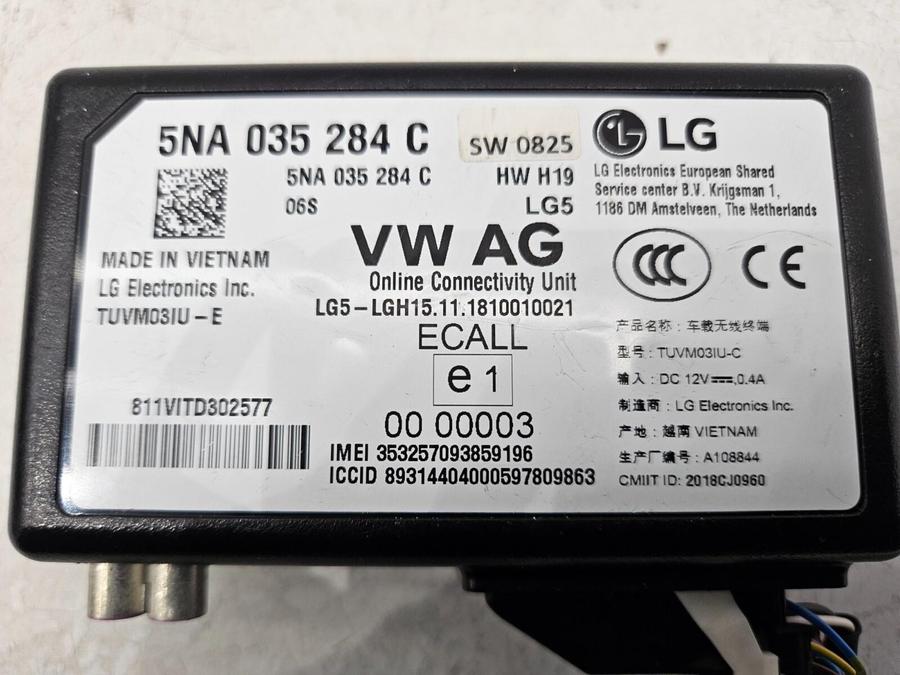 5NA 035 284 C
SW 0825
LG
5NA 035 284 C
HW H19
06S
LG5
LG Electronics European Shared
Service center B.V. Krijgsman 1,
1186 DM Amstelveen, The Netherlands
VW AG
Online Connectivity Unit
LG5-LGH15.11.1810010021
MADE IN VIETNAM
LG Electronics Inc.
TUVM03IU-E
ECALL
e1
00 00003
811VITD302577
IMEI 353257093859196
ICCID 89314404000597809863
CCC
CE
产品名称: 车载无线终端
型号: TUVM03IU-C
输入: DC 12V⎓,0.4A
制造商: LG Electronics Inc.
产地: 越南 VIETNAM
生产厂编号: A108844
CMIIT ID: 2018CJ0960